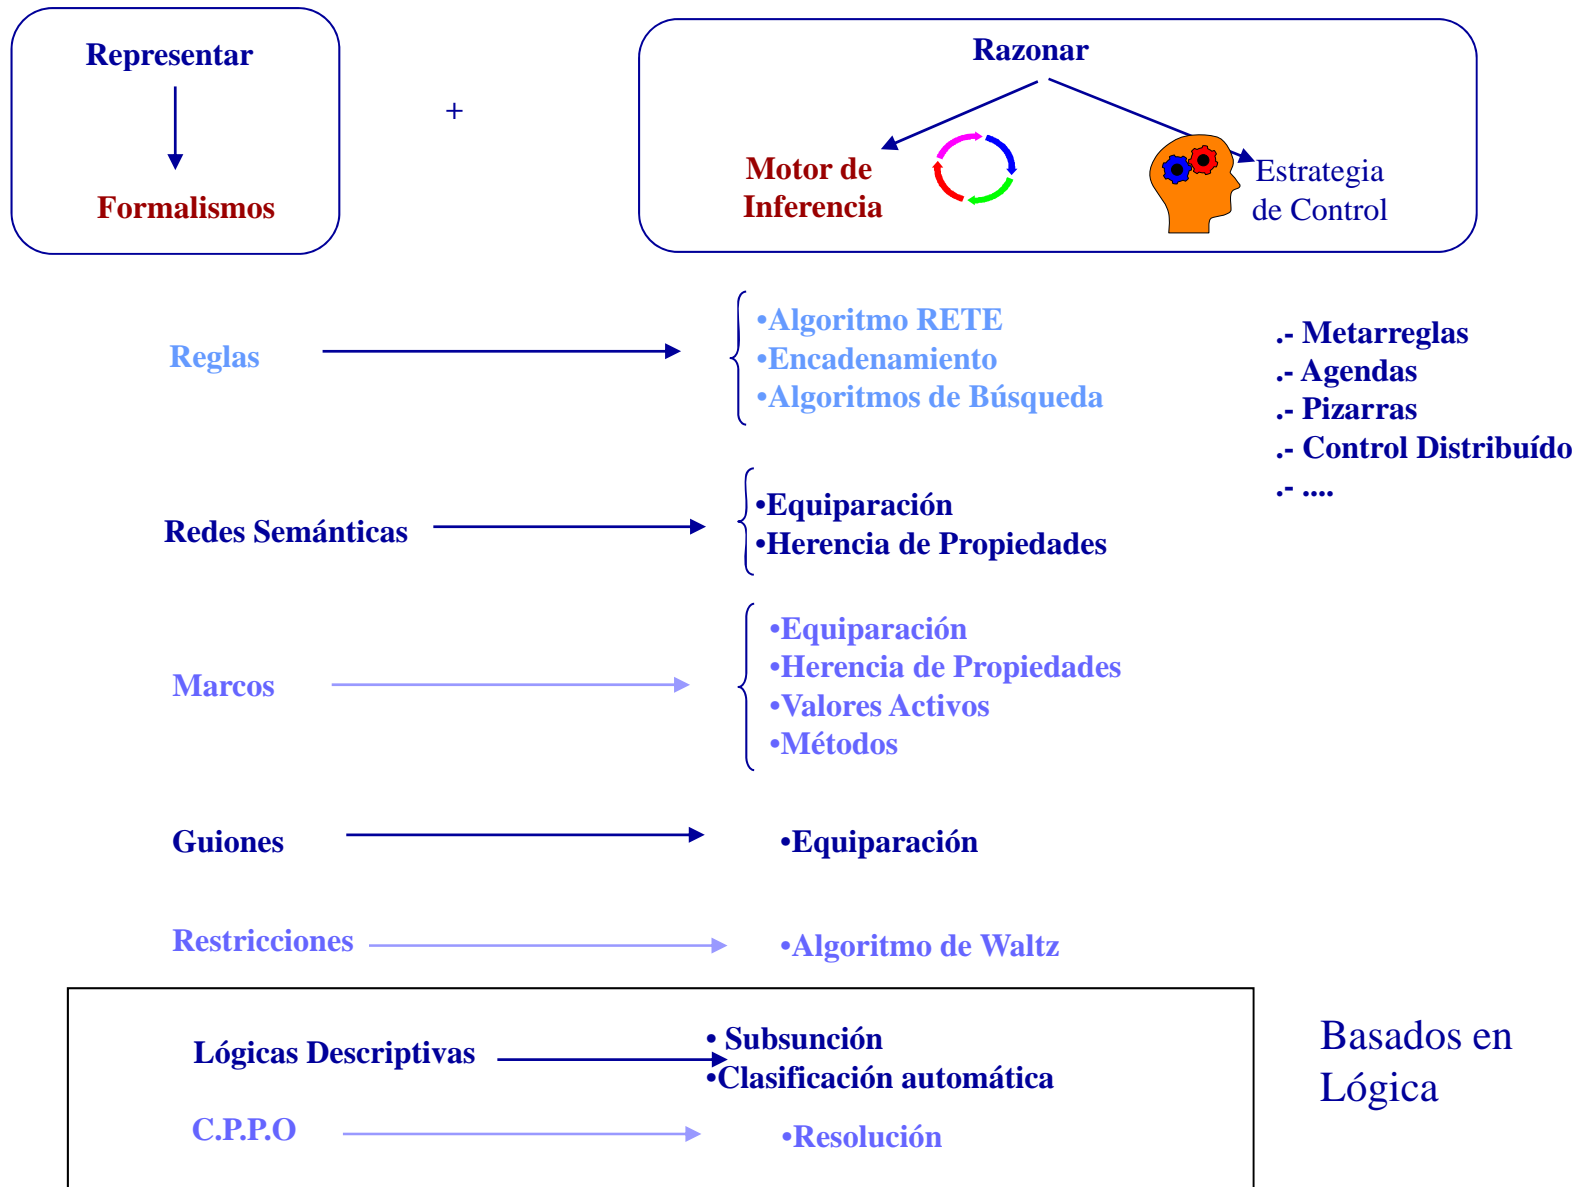 Representar
Formalismos
+
Razonar
Motor de
Inferencia
Estrategia
de Control
Reglas
•Algoritmo RETE
•Encadenamiento
•Algoritmos de Búsqueda
.- Metarreglas
.- Agendas
.- Pizarras
.- Control Distribuído
.- ....
Redes Semánticas
•Equiparación
•Herencia de Propiedades
Marcos
•Equiparación
•Herencia de Propiedades
•Valores Activos
•Métodos
Guiones
•Equiparación
Restricciones
•Algoritmo de Waltz
Lógicas Descriptivas
• Subsunción
•Clasificación automática
C.P.P.O
•Resolución
Basados en
Lógica